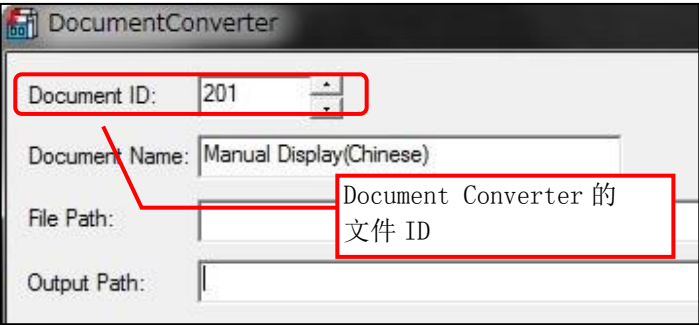 DocumentConverter
Document ID: 201
Document Name: Manual Display(Chinese)
Document Converter 的
文件 ID
File Path:
Output Path: